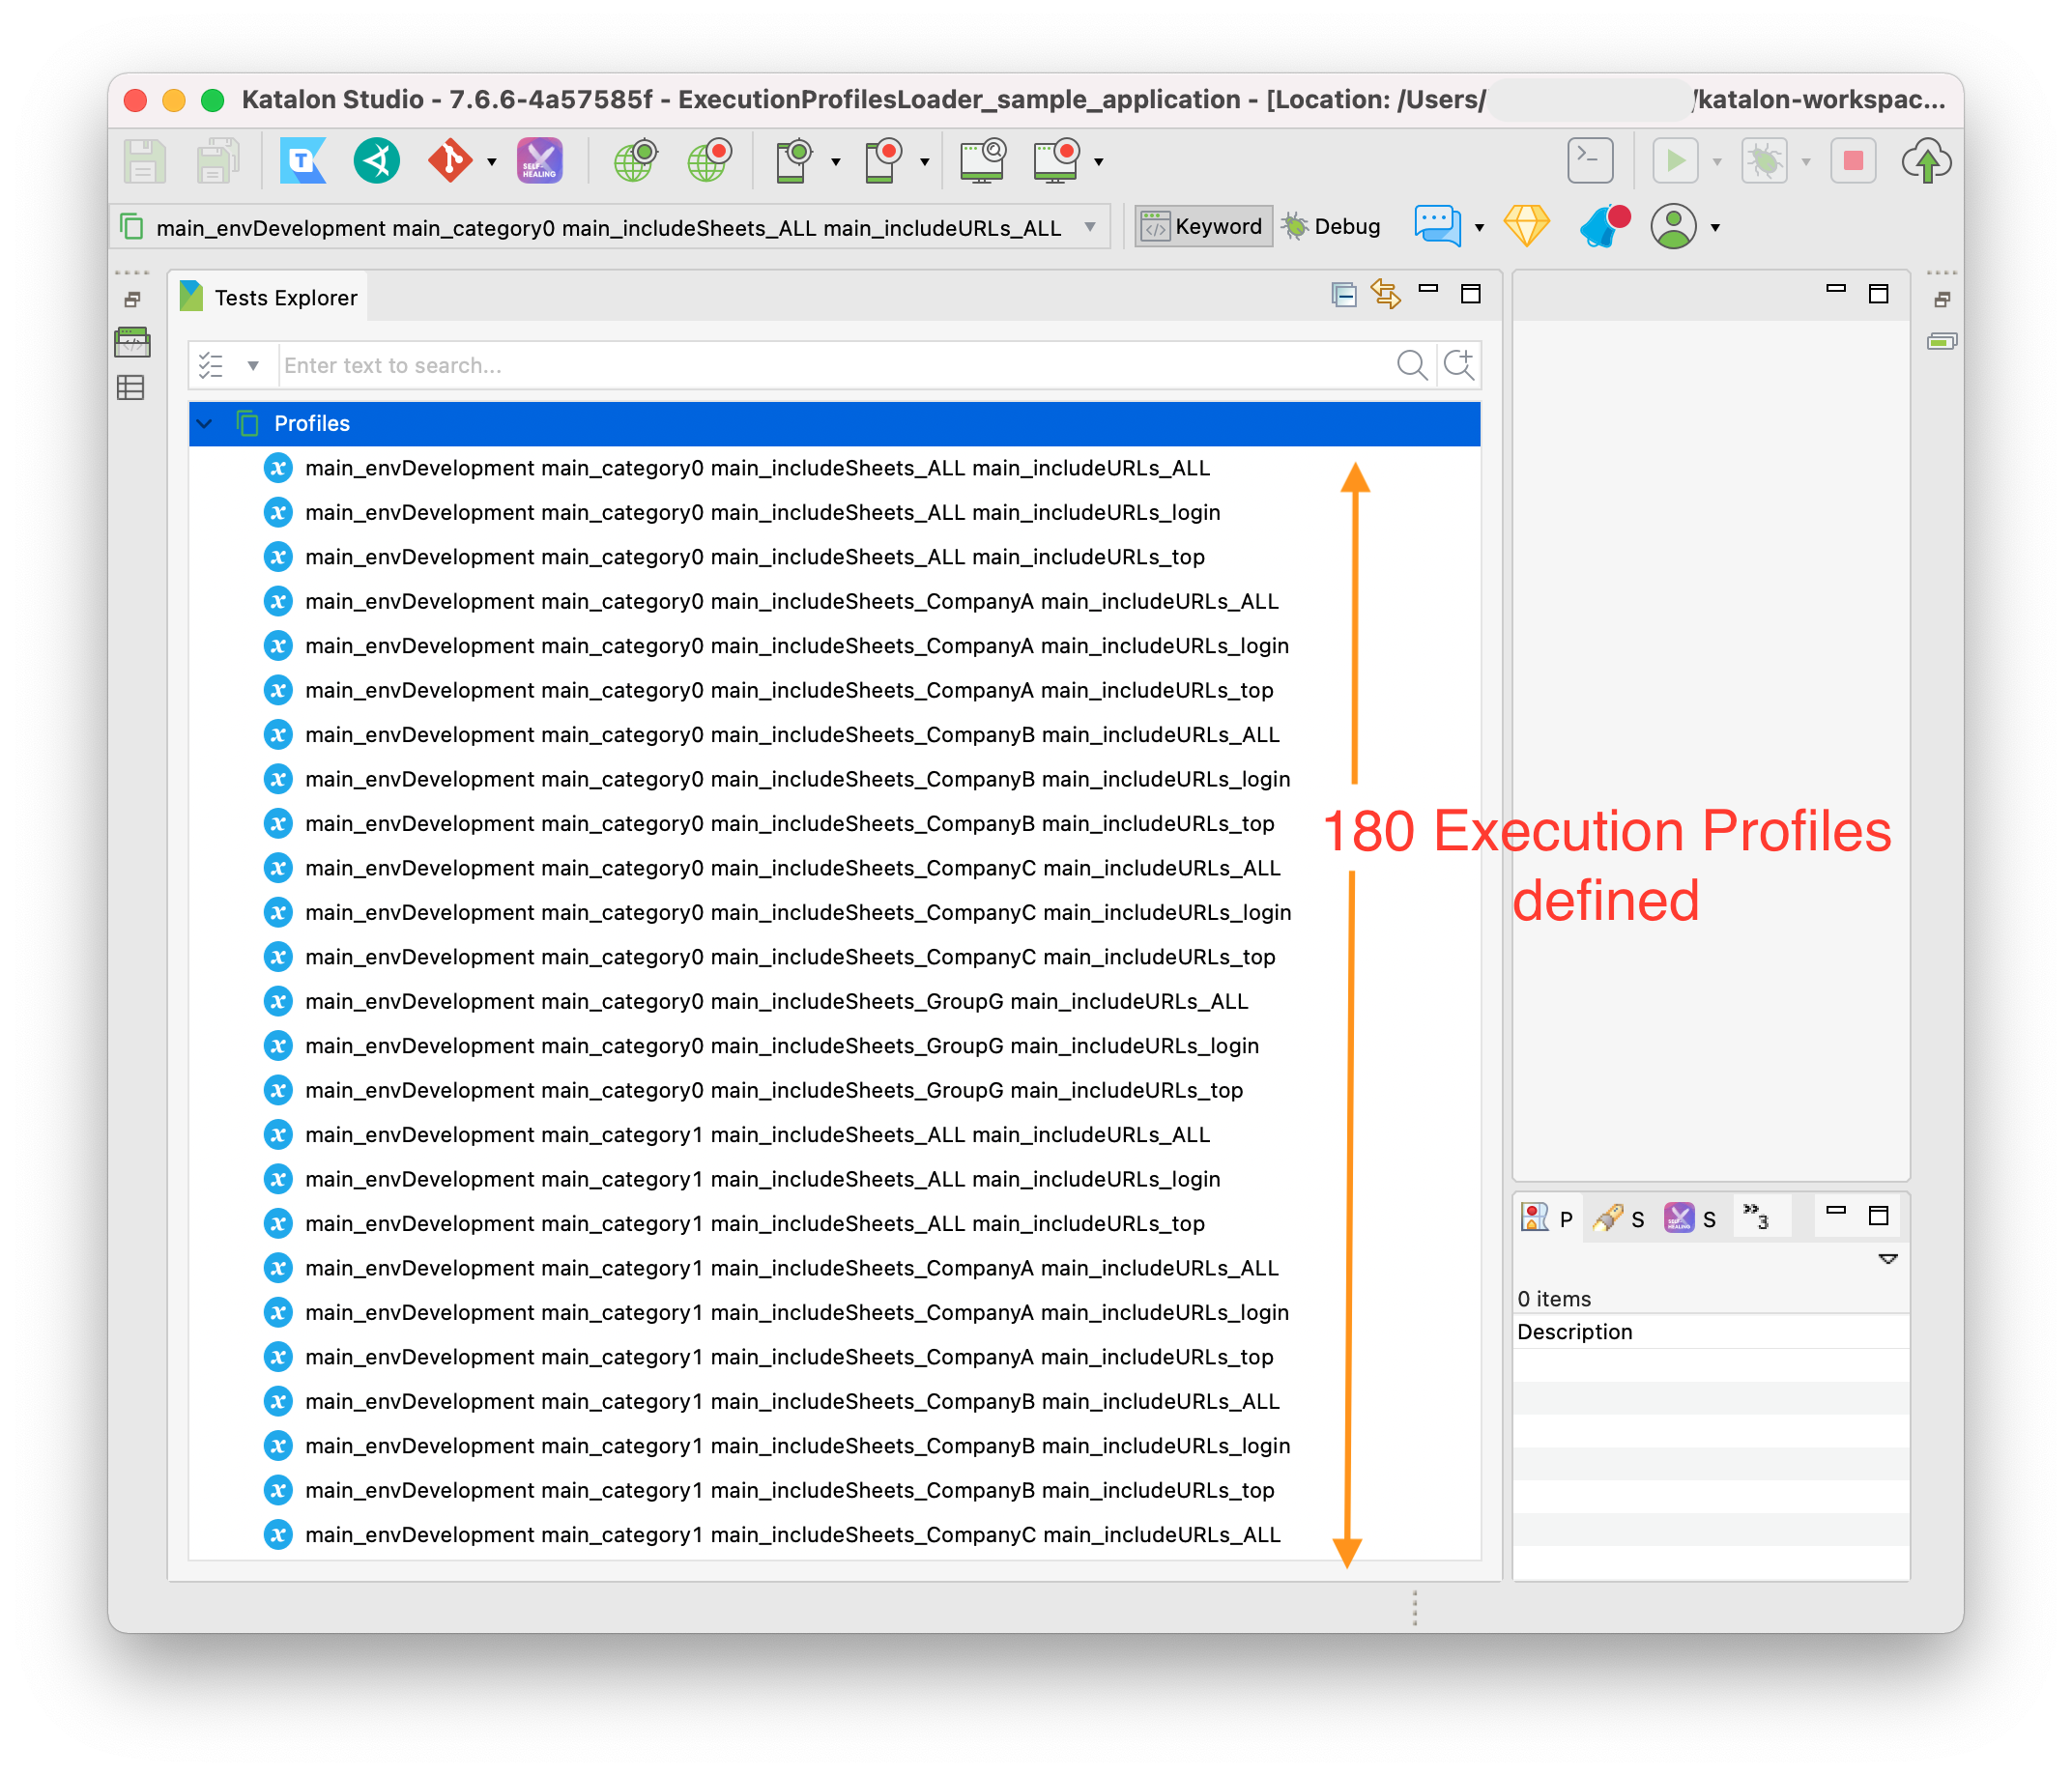 Katalon Studio - 7.6.6-4a57585f - ExecutionProfilesLoader_sample_application - [Location: /Users/ /katalon-workspac...
T
SELF-HEALING
main_envDevelopment main_category0 main_includeSheets_ALL main_includeURLs_ALL
Keyword
Debug
Tests Explorer
Enter text to search...
Profiles
main_envDevelopment main_category0 main_includeSheets_ALL main_includeURLs_ALL
main_envDevelopment main_category0 main_includeSheets_ALL main_includeURLs_login
main_envDevelopment main_category0 main_includeSheets_ALL main_includeURLs_top
main_envDevelopment main_category0 main_includeSheets_CompanyA main_includeURLs_ALL
main_envDevelopment main_category0 main_includeSheets_CompanyA main_includeURLs_login
main_envDevelopment main_category0 main_includeSheets_CompanyA main_includeURLs_top
main_envDevelopment main_category0 main_includeSheets_CompanyB main_includeURLs_ALL
main_envDevelopment main_category0 main_includeSheets_CompanyB main_includeURLs_login
main_envDevelopment main_category0 main_includeSheets_CompanyB main_includeURLs_top
main_envDevelopment main_category0 main_includeSheets_CompanyC main_includeURLs_ALL
main_envDevelopment main_category0 main_includeSheets_CompanyC main_includeURLs_login
main_envDevelopment main_category0 main_includeSheets_CompanyC main_includeURLs_top
main_envDevelopment main_category0 main_includeSheets_GroupG main_includeURLs_ALL
main_envDevelopment main_category0 main_includeSheets_GroupG main_includeURLs_login
main_envDevelopment main_category0 main_includeSheets_GroupG main_includeURLs_top
main_envDevelopment main_category1 main_includeSheets_ALL main_includeURLs_ALL
main_envDevelopment main_category1 main_includeSheets_ALL main_includeURLs_login
main_envDevelopment main_category1 main_includeSheets_ALL main_includeURLs_top
main_envDevelopment main_category1 main_includeSheets_CompanyA main_includeURLs_ALL
main_envDevelopment main_category1 main_includeSheets_CompanyA main_includeURLs_login
main_envDevelopment main_category1 main_includeSheets_CompanyA main_includeURLs_top
main_envDevelopment main_category1 main_includeSheets_CompanyB main_includeURLs_ALL
main_envDevelopment main_category1 main_includeSheets_CompanyB main_includeURLs_login
main_envDevelopment main_category1 main_includeSheets_CompanyB main_includeURLs_top
main_envDevelopment main_category1 main_includeSheets_CompanyC main_includeURLs_ALL
180 Execution Profiles
defined
P S S »3
0 items
Description